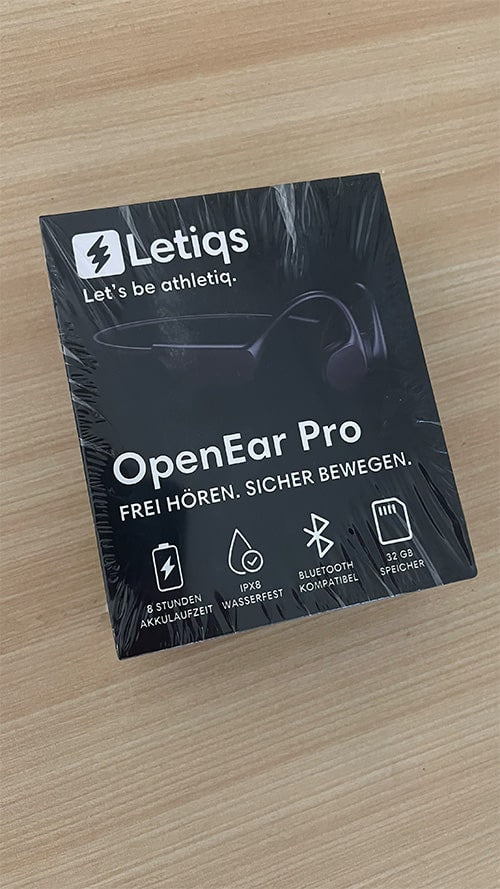 Letiqs
Let's be athletiq.
OpenEar Pro
FREI HÖREN. SICHER BEWEGEN.
8 STUNDEN
AKKULAUFZEIT
IPX8
WASSERFEST
BLUETOOTH
KOMPATIBEL
32 GB
SPEICHER